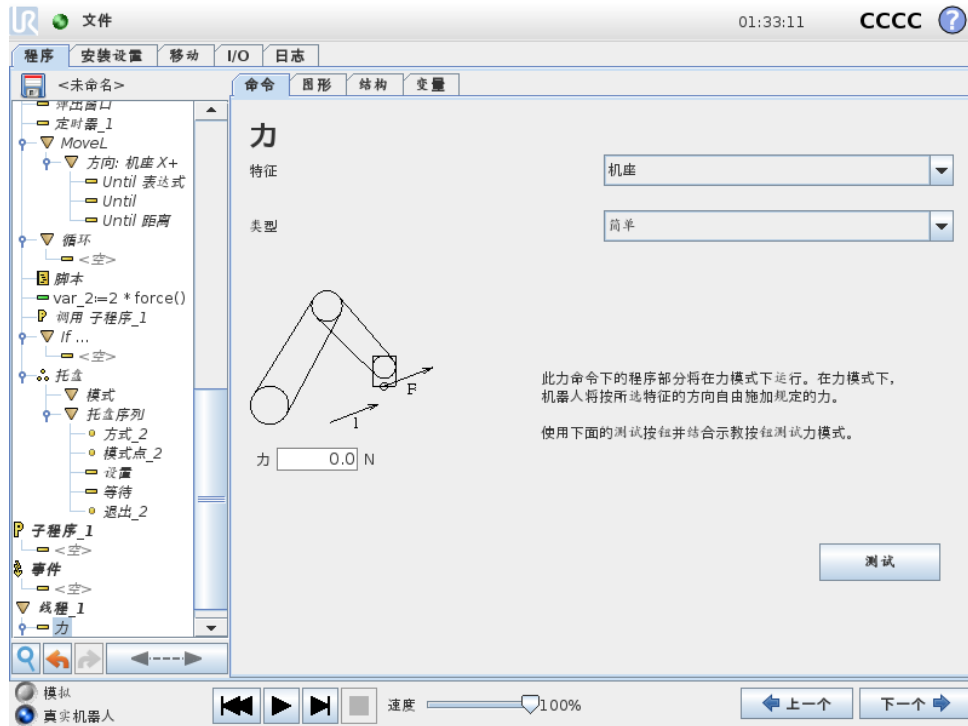 UR 文件 01:33:11 CCCC ?
程序 安装设置 移动 I/O 日志
<未命名> 命令 图形 结构 变量
弹出窗口
定时器_1
MoveL
方向: 机座 X+
Until 表达式
Until
Until 距离
循环
<空>
脚本
var_2:=2 * force()
调用 子程序_1
If ...
<空>
托盘
模式
托盘序列
方式_2
模式点_2
设置
等待
退出_2
子程序_1
<空>
事件
<空>
线程_1
力
力
特征 机座
类型 简单
F
1
力 0.0 N
此力命令下的程序部分将在力模式下运行。在力模式下,
机器人将按所选特征的方向自由施加规定的力。
使用下面的测试按钮并结合示教按钮测试力模式。
测试
模拟
真实机器人
速度 100%
上一个 下一个